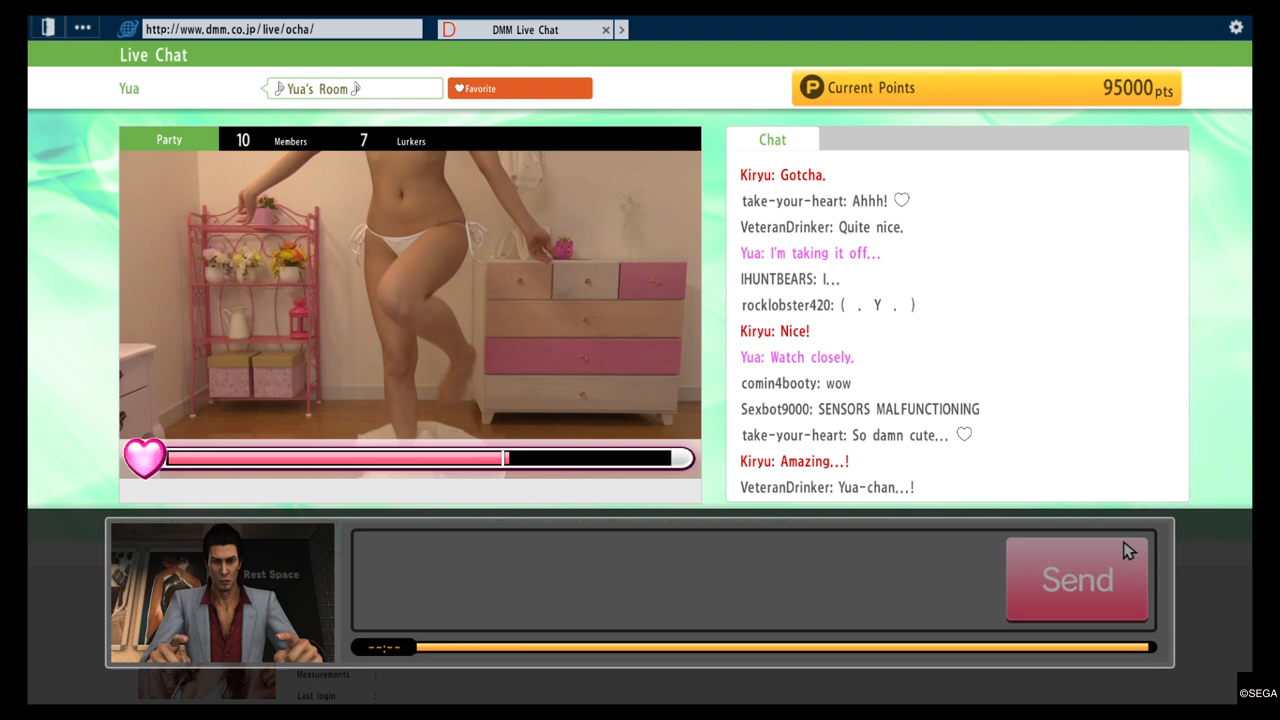 http://www.dmm.co.jp/live/ocha/
D
DMM Live Chat
Live Chat
Yua
Yua's Room
Favorite
P Current Points
95000pts
Party
10 Members
7 Lurkers
Chat
Kiryu: Gotcha.
take-your-heart: Ahhh! ♡
VeteranDrinker: Quite nice.
Yua: I'm taking it off...
IHUNTBEARS: I...
rocklobster420: ( . Y . )
Kiryu: Nice!
Yua: Watch closely.
comin4booty: wow
Sexbot9000: SENSORS MALFUNCTIONING
take-your-heart: So damn cute... ♡
Kiryu: Amazing...!
VeteranDrinker: Yua-chan...!
Rest Space
Send
--:--
Measurements :
Last login :
©SEGA